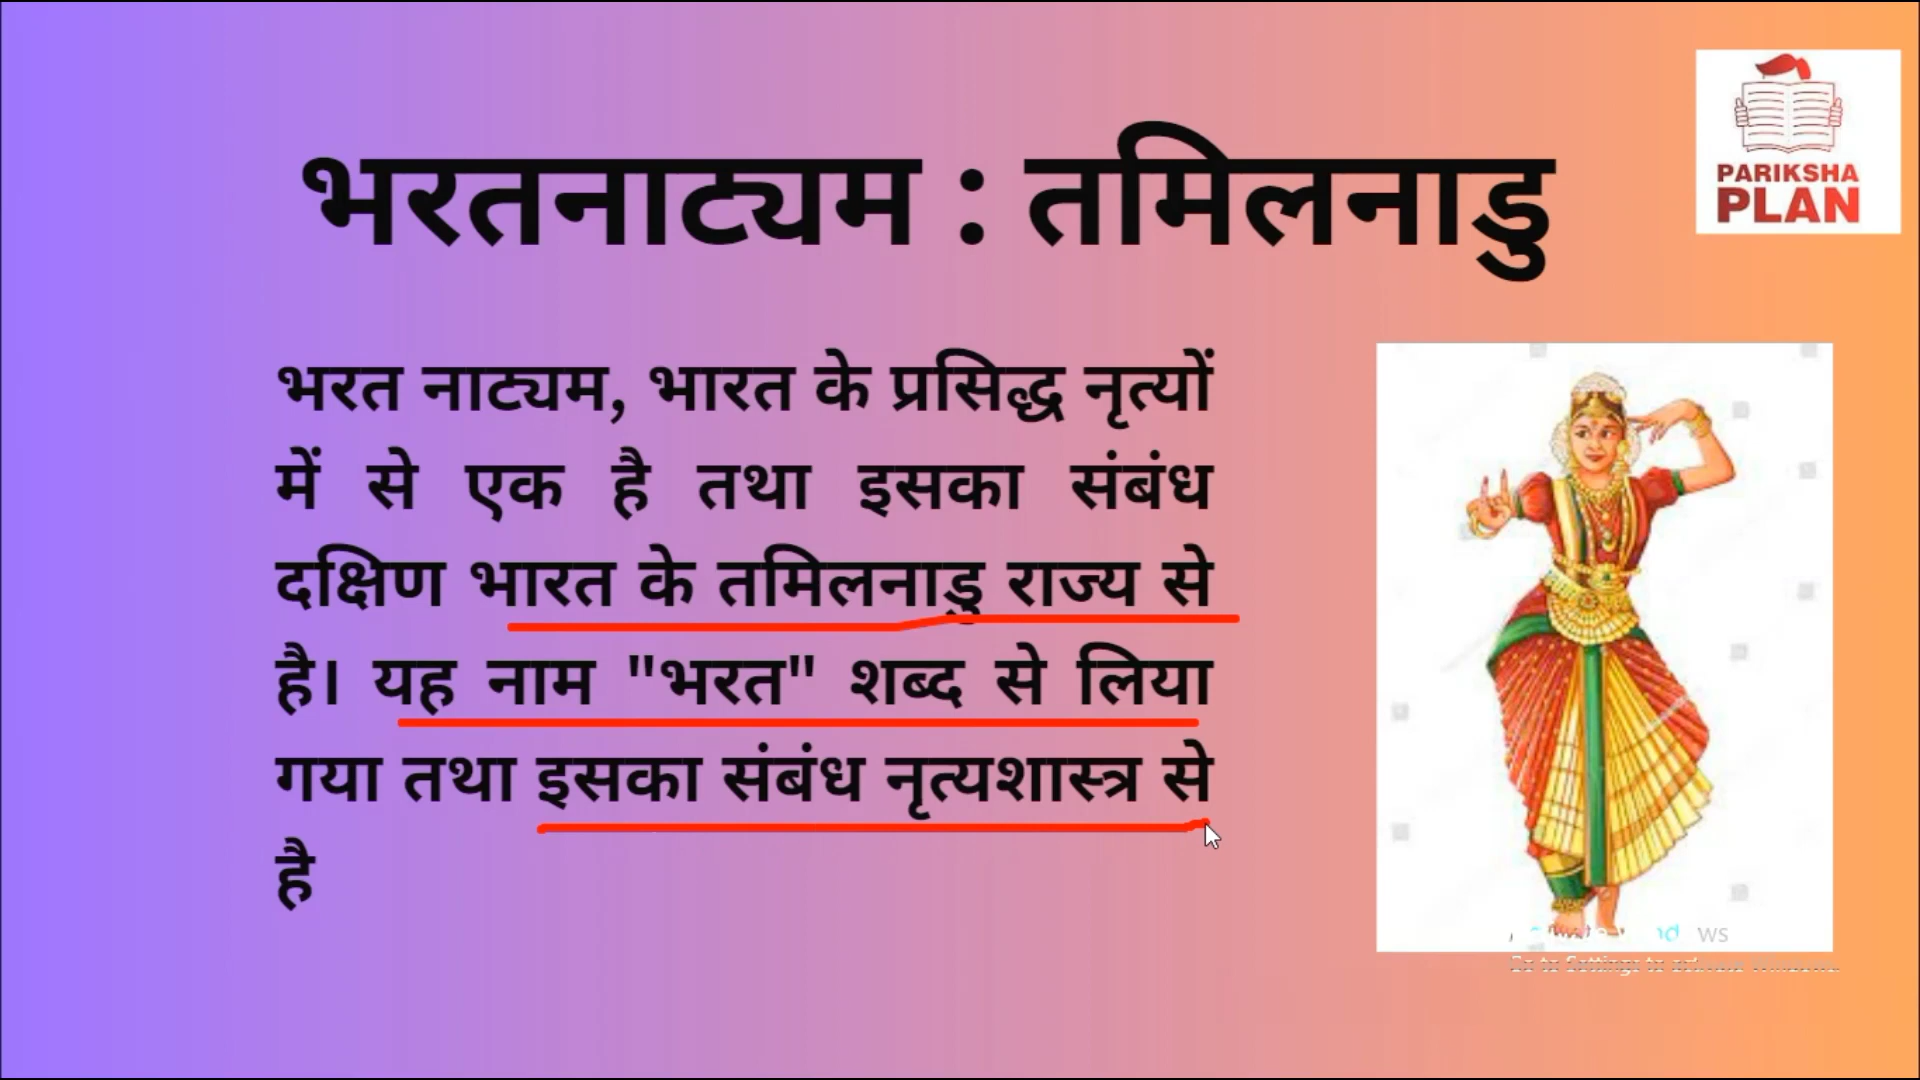 PARIKSHA
PLAN
भरतनाट्यम : तमिलनाडु
भरत नाट्यम, भारत के प्रसिद्ध नृत्यों
में से एक है तथा इसका संबंध
दक्षिण भारत के तमिलनाडु राज्य से
है। यह नाम "भरत" शब्द से लिया
गया तथा इसका संबंध नृत्यशास्त्र से
है